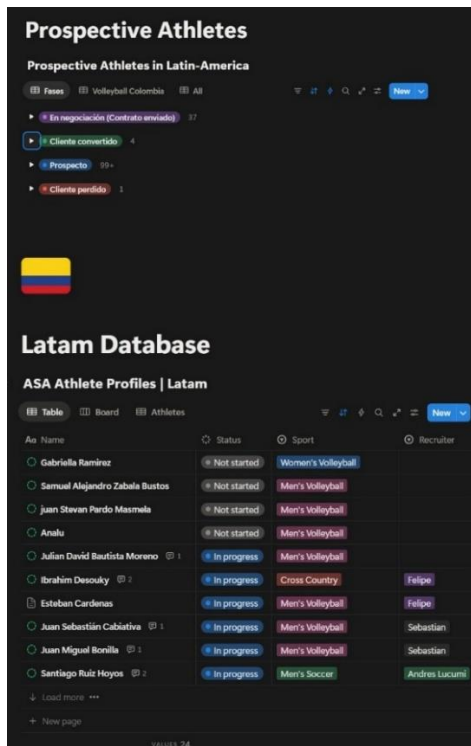 Prospective Athletes
Prospective Athletes in Latin-America
Fases Volleyball Colombia All New
En negociación (Contrato enviado) 37
Cliente convertido 4
Prospecto 99+
Cliente perdido 1
Latam Database
ASA Athlete Profiles | Latam
Table Board Athletes New
Aa Name Status Sport Recruiter
Gabriella Ramirez Not started Women's Volleyball
Samuel Alejandro Zabala Bustos Not started Men's Volleyball
juan Stevan Pardo Masmela Not started Men's Volleyball
Analu Not started Men's Volleyball
Julian David Bautista Moreno 1 In progress Men's Volleyball
Ibrahim Desouky 2 In progress Cross Country Felipe
Esteban Cardenas In progress Men's Volleyball Felipe
Juan Sebastián Cabiativa 1 In progress Men's Volleyball Sebastian
Juan Miguel Bonilla 1 In progress Men's Volleyball Sebastian
Santiago Ruiz Hoyos 2 In progress Men's Soccer Andres Lucumi
Load more
+ New page
VALUES 24